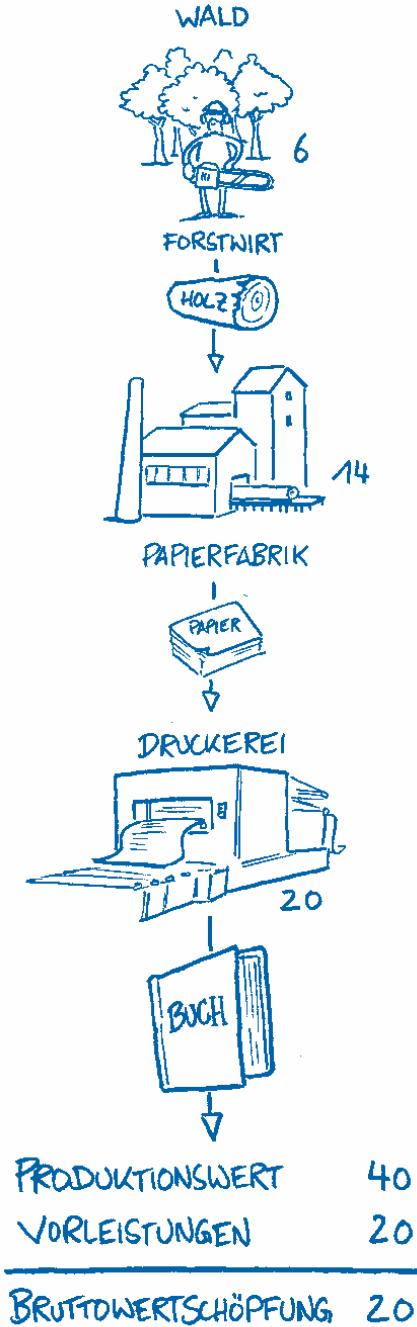 WALD
6
FORSTWIRT
HOLZ
14
PAPIERFABRIK
PAPIER
DRUCKEREI
20
BUCH
PRODUKTIONSWERT 40
VORLEISTUNGEN 20
BRUTTOWERTSCHÖPFUNG 20